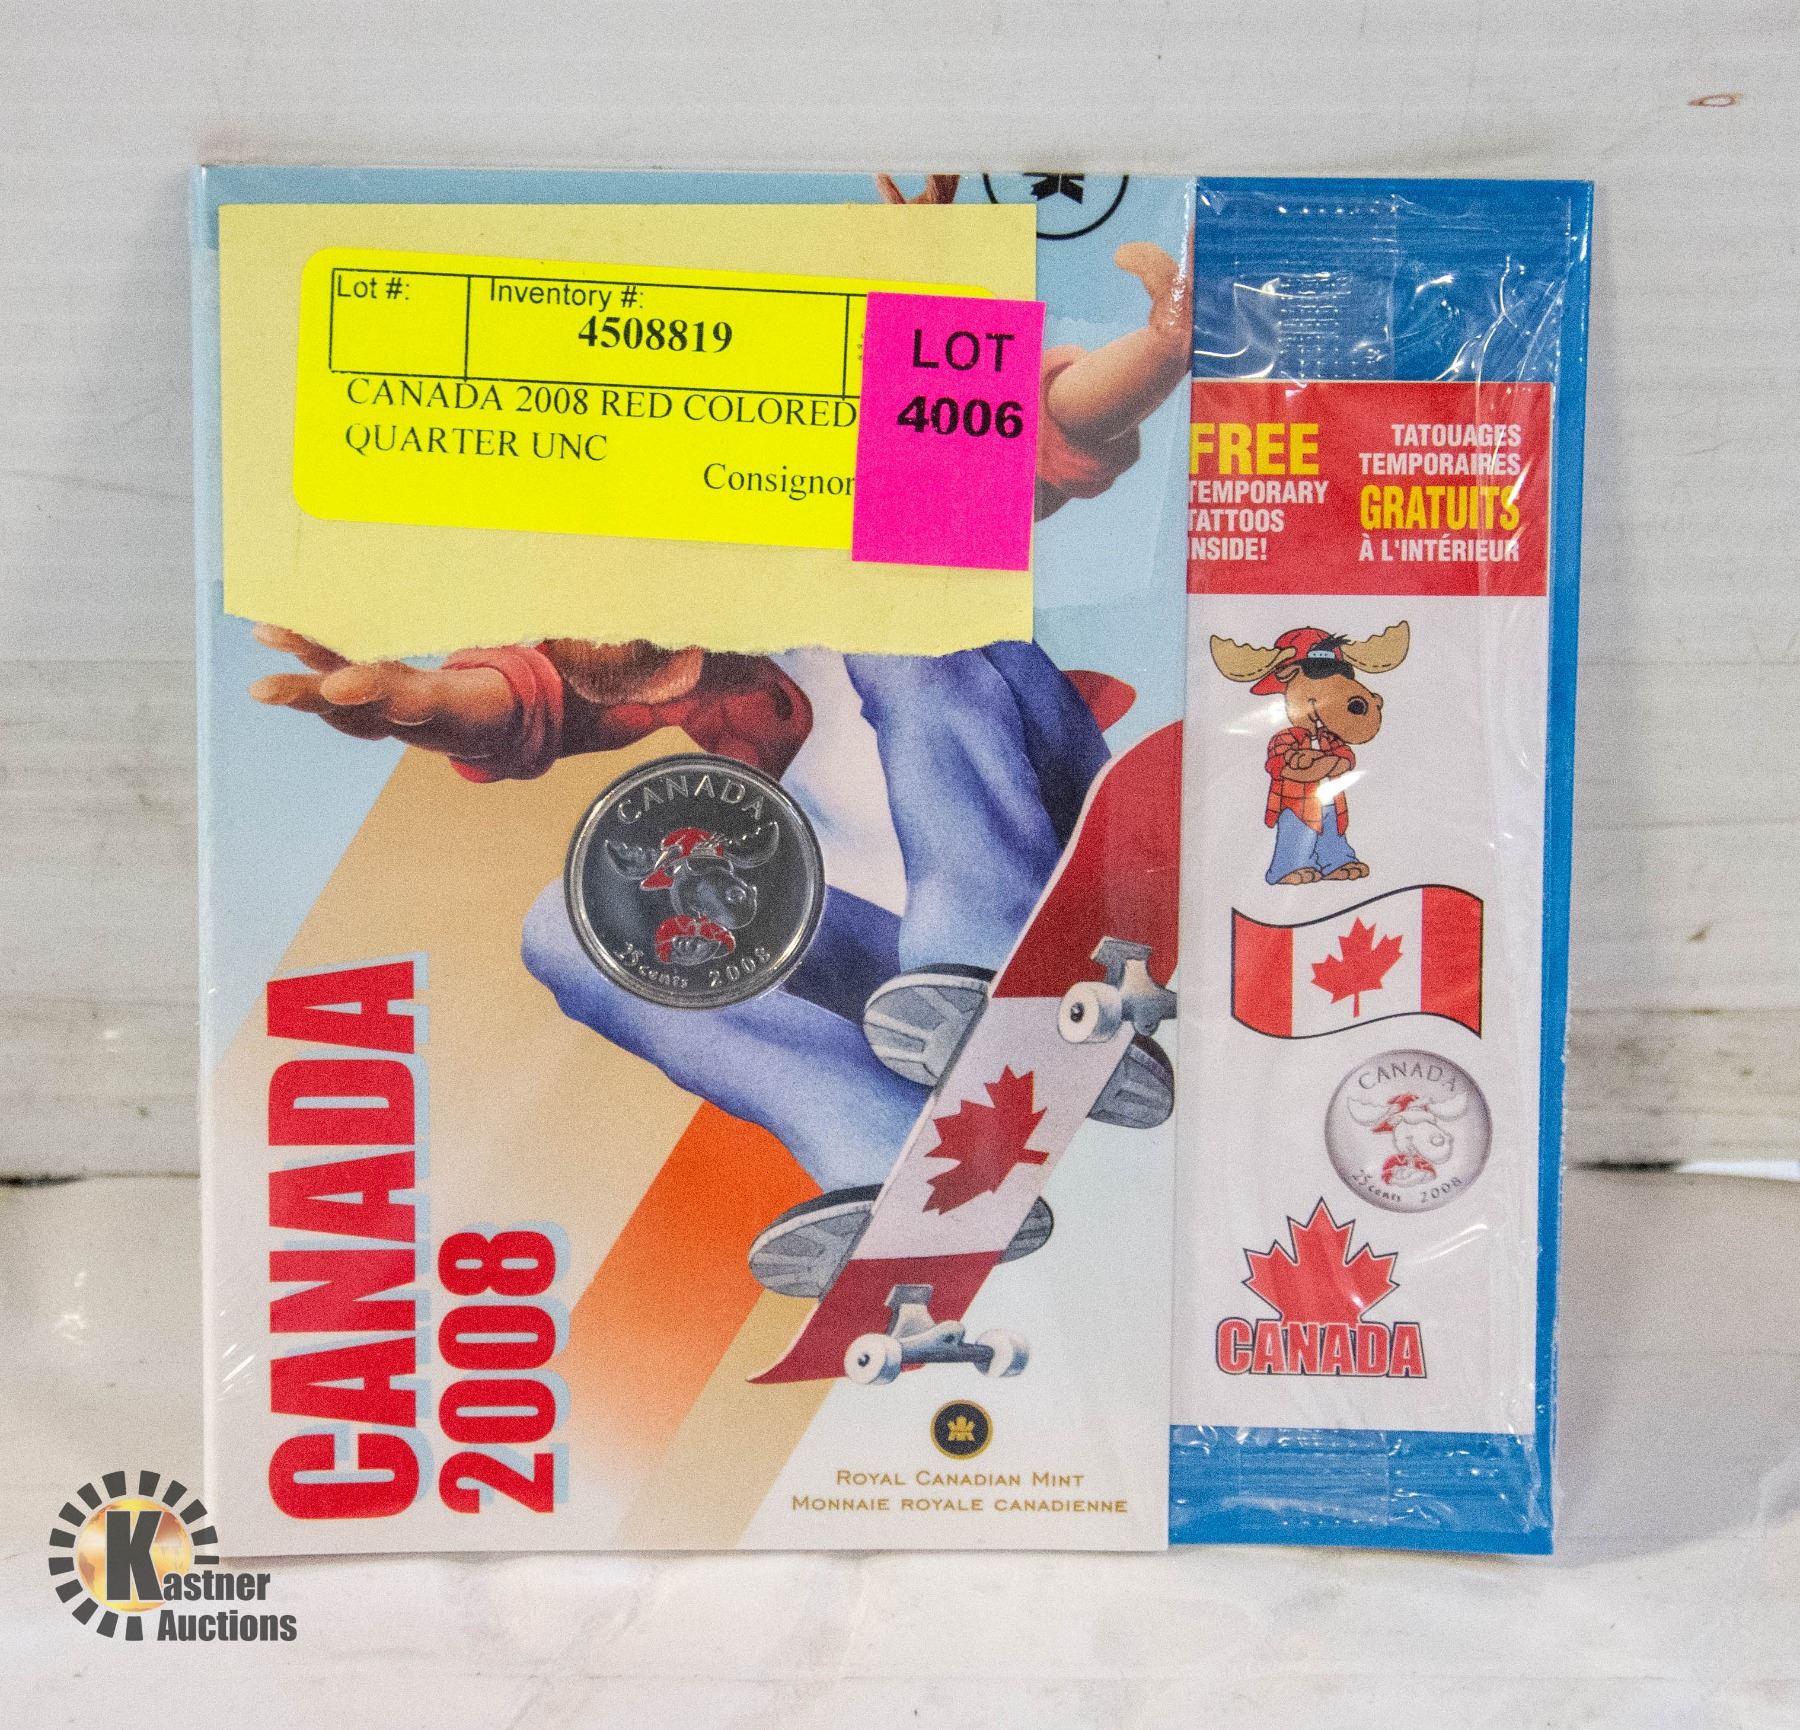 Lot #:
Inventory #:
4508819
CANADA 2008 RED COLORED
QUARTER UNC
Consignor
LOT
4006
FREE
TEMPORARY
TATTOOS
INSIDE!
TATOUAGES
TEMPORAIRES
GRATUITS
À L'INTÉRIEUR
CANADA
25 cents 2008
CANADA
2008
CANADA
25 cents 2008
CANADA
ROYAL CANADIAN MINT
MONNAIE ROYALE CANADIENNE
Kastner
Auctions